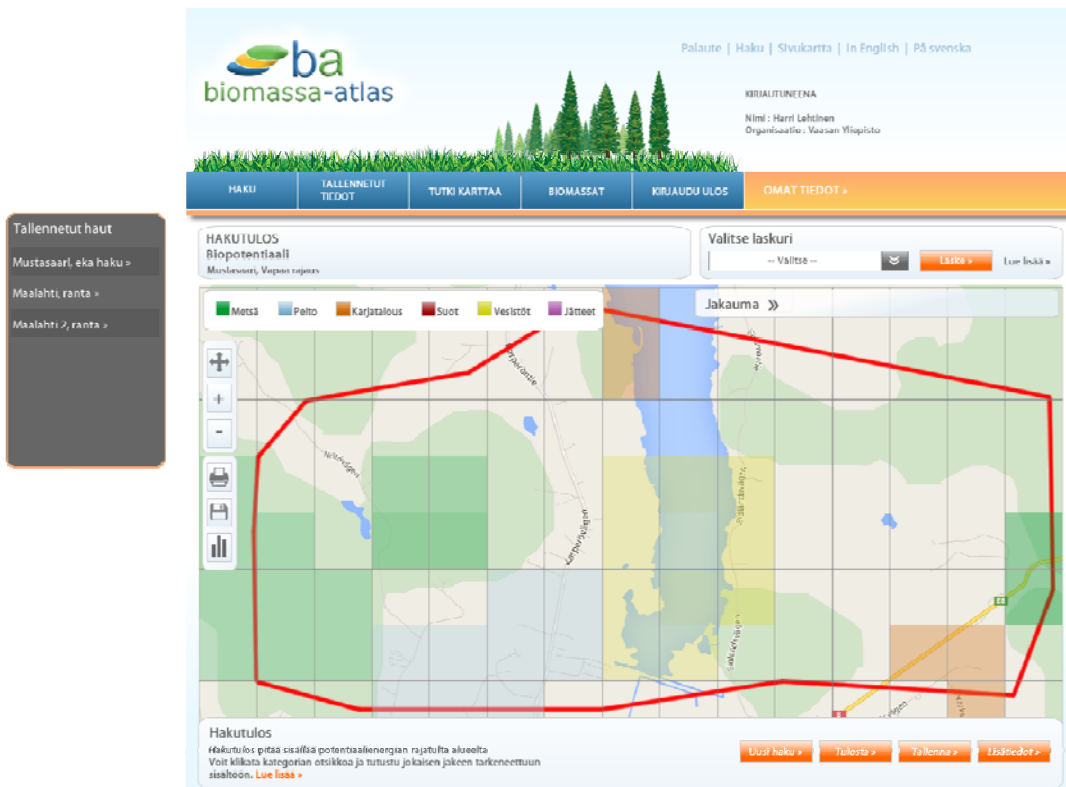 ba
biomassa-atlas
Palaute | Haku | Sivukartta | In English | På svenska
KIRJAUTUNEENA
Nimi : Harri Lehtinen
Organisaatio : Vaasan Yliopisto
HAKU
TALLENNETUT TIEDOT
TUTKI KARTTAA
BIOMASSAT
KIRJAUDU ULOS
OMAT TIEDOT »
Tallennetut haut
Mustasaari, eka haku »
Maalahti, ranta »
Maalahti 2, ranta »
HAKUTULOS
Biopotentiaali
Mustasaari, Vapaa rajaus
Valitse laskuri
-- Valitse --
Laske »
Lue lisää »
Metsä
Pelto
Karjatalous
Suot
Vesistöt
Jätteet
Jakauma »
Karperövägen
E8
8
Hakutulos
Hakutulos pitää sisällää potentiaalienergian rajatulta alueelta
Voit klikata kategorian otsikkoa ja tutustu jokaisen jakeen tarkeneettuun
sisältöön. Lue lisää »
Uusi haku »
Tulosta »
Tallenna »
Lisätiedot »